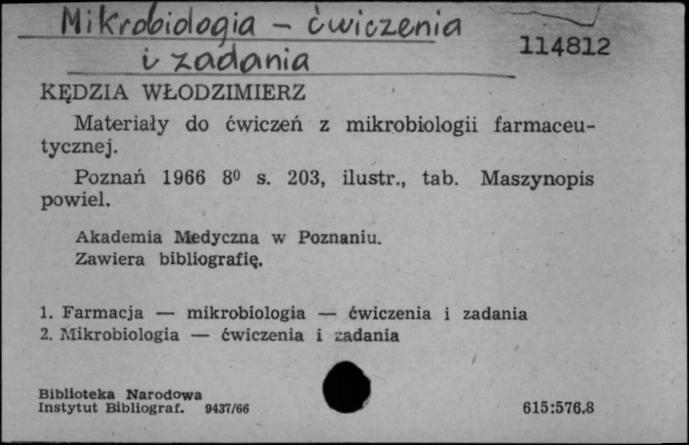 Mikrobiologia - ćwiczenia
i zadania
114812
KĘDZIA WŁODZIMIERZ
Materiały do ćwiczeń z mikrobiologii farmaceu-
tycznej.
Poznań 1966 8⁰ s. 203, ilustr., tab. Maszynopis
powiel.
Akademia Medyczna w Poznaniu.
Zawiera bibliografię.
1. Farmacja — mikrobiologia — ćwiczenia i zadania
2. Mikrobiologia — ćwiczenia i zadania
Biblioteka Narodowa
Instytut Bibliograf. 9437/66
615:576.8